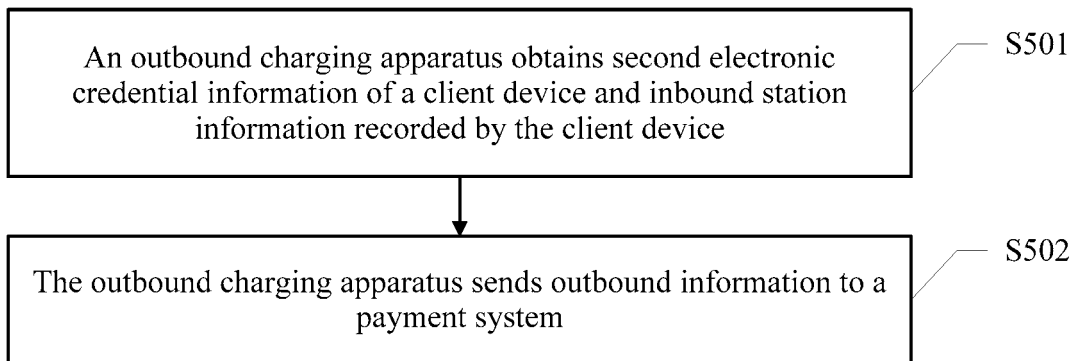 An outbound charging apparatus obtains second electronic
credential information of a client device and inbound station
information recorded by the client device
S501
The outbound charging apparatus sends outbound information to a
payment system
S502